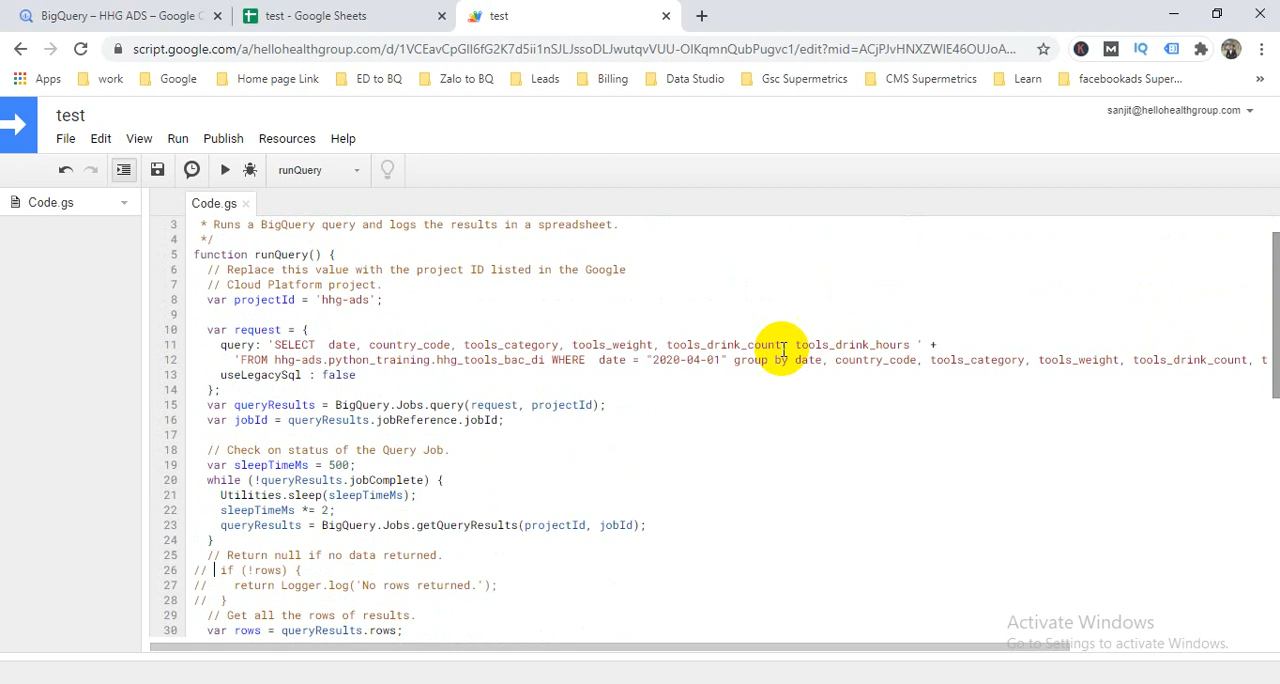 BigQuery – HHG ADS – Google C
test - Google Sheets
test
script.google.com/a/hellohealthgroup.com/d/
Apps
work
Google
Home page Link
ED to BQ
Zalo to BQ
Leads
Billing
Data Studio
Gsc Supermetrics
CMS Supermetrics
Learn
facebookads Super...
test
sanjit@hellohealthgroup.com
File Edit View Run Publish Resources Help
runQuery
Code.gs
Code.gs
3 * Runs a BigQuery query and logs the results in a spreadsheet.
4 */
5 function runQuery() {
6 // Replace this value with the project ID listed in the Google
7 // Cloud Platform project.
8 var projectId = 'hhg-ads';
9
10 var request = {
11 query: 'SELECT  date, country_code, tools_category, tools_weight, tools_drink_count, tools_drink_hours ' +
12 'FROM hhg-ads.python_training.hhg_tools_bac_di WHERE  date = "2020-04-01" group by date, country_code, tools_category, tools_weight, tools_drink_count, t
13 useLegacySql : false
14 };
15 var queryResults = BigQuery.Jobs.query(request, projectId);
16 var jobId = queryResults.jobReference.jobId;
17
18 // Check on status of the Query Job.
19 var sleepTimeMs = 500;
20 while (!queryResults.jobComplete) {
21 Utilities.sleep(sleepTimeMs);
22 sleepTimeMs *= 2;
23 queryResults = BigQuery.Jobs.getQueryResults(projectId, jobId);
24 }
25 // Return null if no data returned.
26 // if (!rows) {
27 // return Logger.log('No rows returned.');
28 // }
29 // Get all the rows of results.
30 var rows = queryResults.rows;
Activate Windows
Go to Settings to activate Windows.